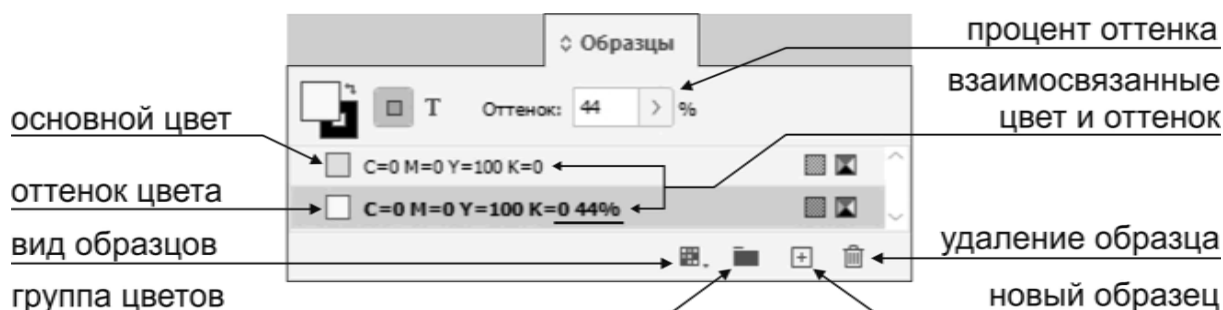 процент оттенка
Образцы
взаимосвязанные
цвет и оттенок
T Оттенок: 44 %
основной цвет
C=0 M=0 Y=100 K=0
оттенок цвета
C=0 M=0 Y=100 K=0 44%
вид образцов
удаление образца
группа цветов
новый образец